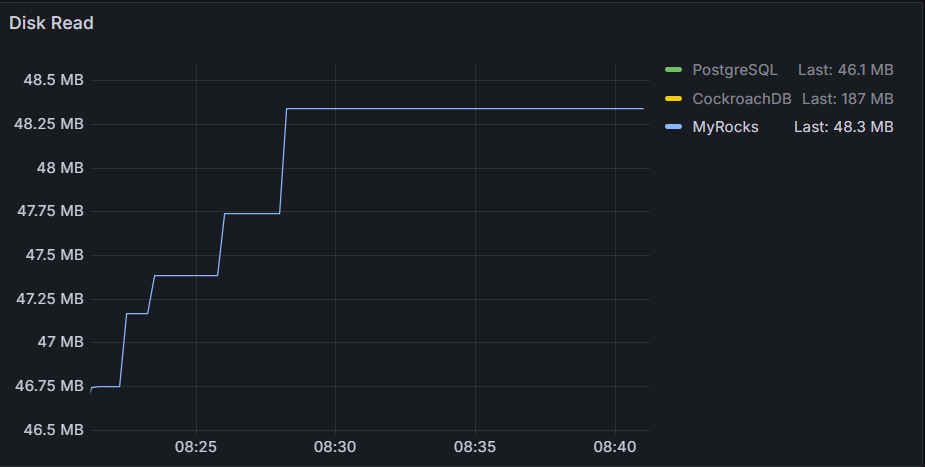 Disk Read
48.5 MB
48.25 MB
48 MB
47.75 MB
47.5 MB
47.25 MB
47 MB
46.75 MB
46.5 MB
08:25 08:30 08:35 08:40
PostgreSQL Last: 46.1 MB
CockroachDB Last: 187 MB
MyRocks Last: 48.3 MB